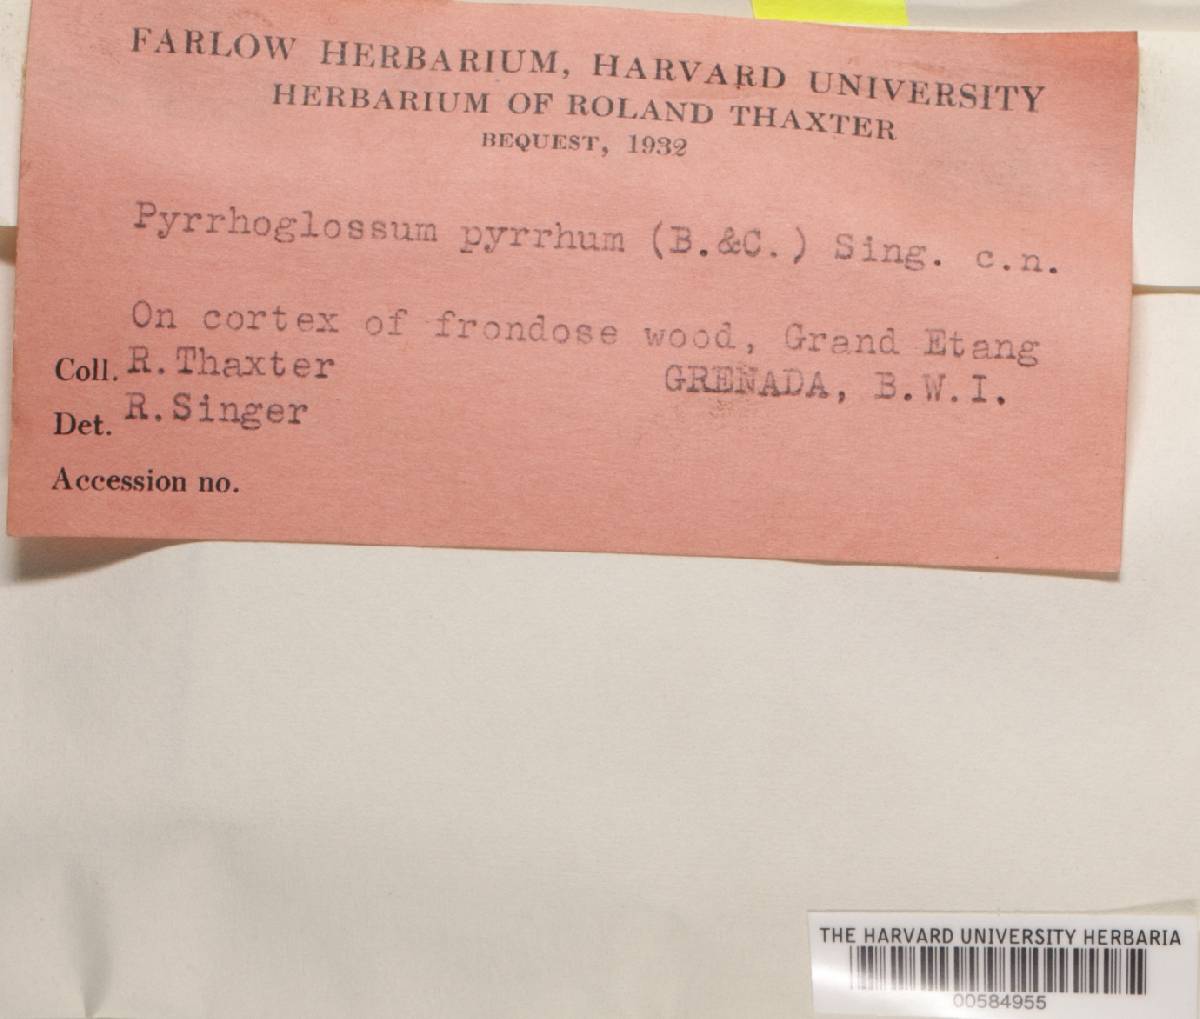 FARLOW HERBARIUM, HARVARD UNIVERSITY
HERBARIUM OF ROLAND THAXTER
BEQUEST, 1932
Pyrrhoglossum pyrrhum (B.&C.) Sing. c.n.
On cortex of frondose wood, Grand Etang
Coll. R.Thaxter GRENADA, B.W.I.
Det. R.Singer
Accession no.
THE HARVARD UNIVERSITY HERBARIA
00584955